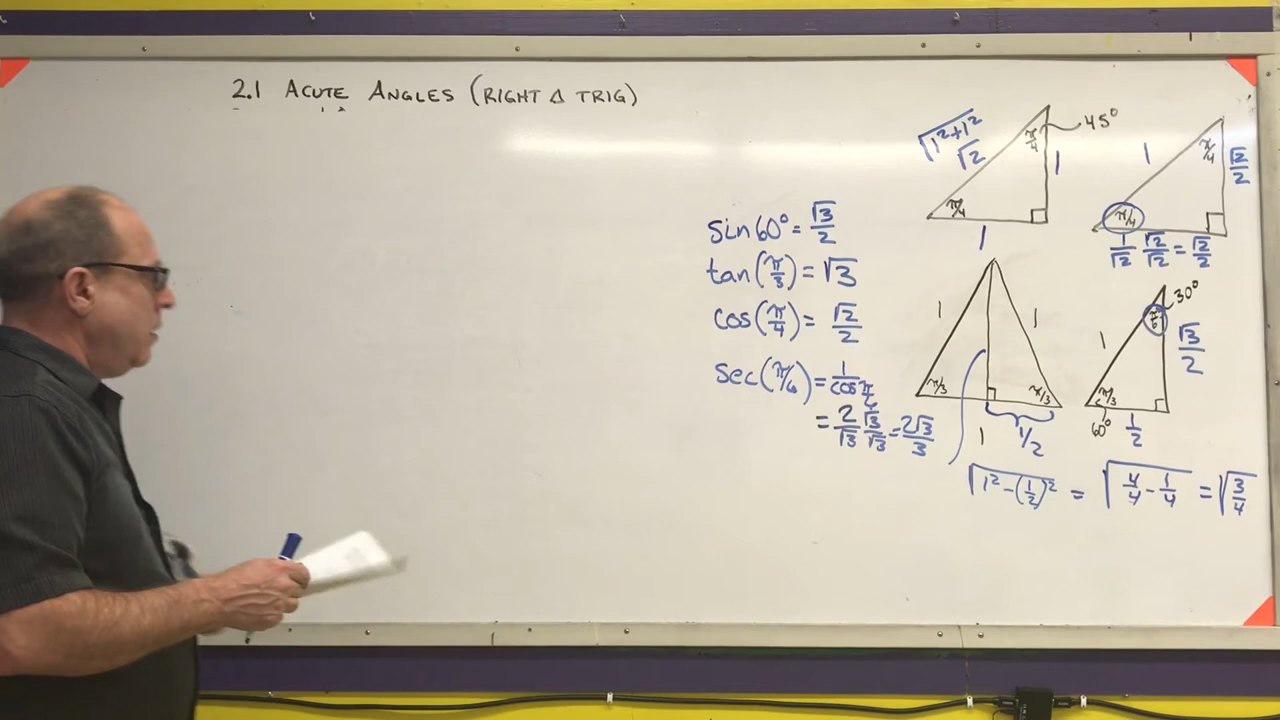 2.1 ACUTE ANGLES (RIGHT Δ TRIG)
√(1²+1²)
√2
π/4
45°
1
π/4
1
1
π/4
√2/2
π/4
1/√2 √2/√2 = √2/2
sin 60° = √3/2
tan(π/3) = √3
cos(π/4) = √2/2
sec(π/6) = 1/cos π/6
= 2/√3 √3/√3 = 2√3/3
1
1
π/3
π/3
1
1/2
30°
π/6
1
√3/2
π/3
60°
1/2
√(1²-(1/2)²) = √(4/4 - 1/4) = √(3/4)